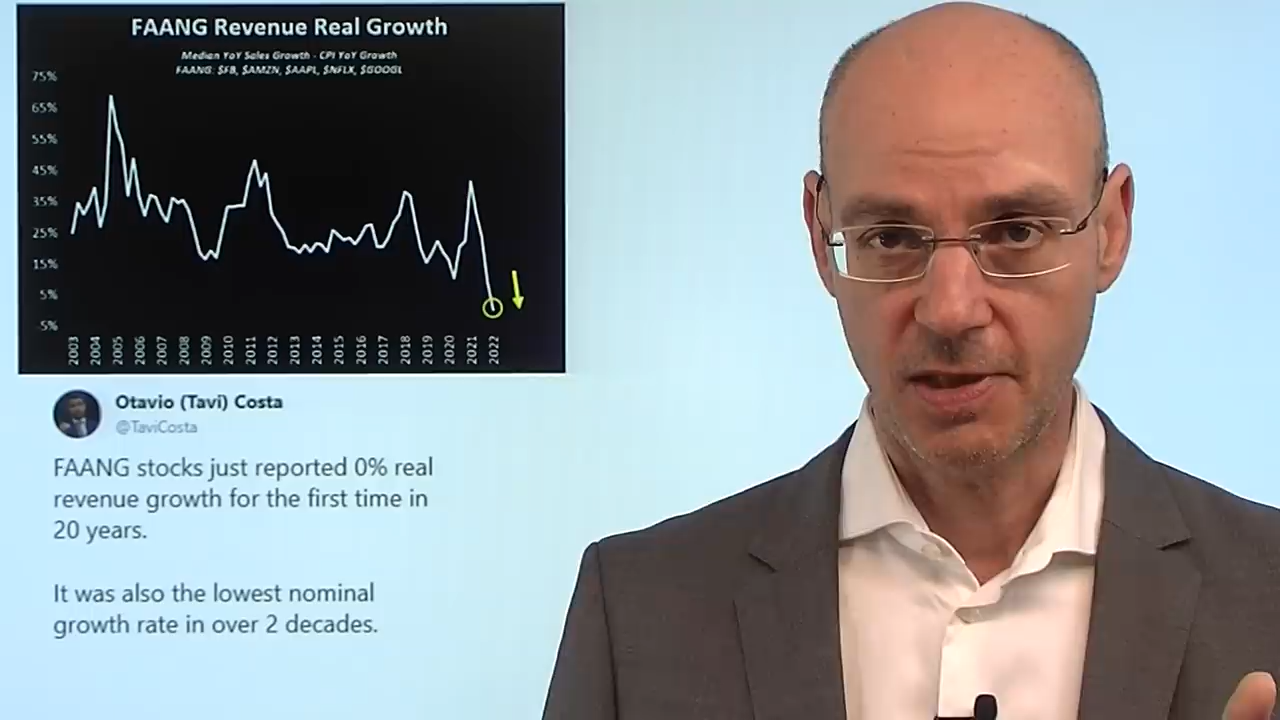 FAANG Revenue Real Growth
Median YoY Sales Growth - CPI YoY Growth
FAANG: $FB, $AMZN, $AAPL, $NFLX, $GOOGL
75%
65%
55%
45%
35%
25%
15%
5%
-5%
2003 2004 2005 2006 2007 2008 2009 2010 2011 2012 2013 2014 2015 2016 2017 2018 2019 2020 2021 2022
Otavio (Tavi) Costa
@TaviCosta
FAANG stocks just reported 0% real
revenue growth for the first time in
20 years.
It was also the lowest nominal
growth rate in over 2 decades.